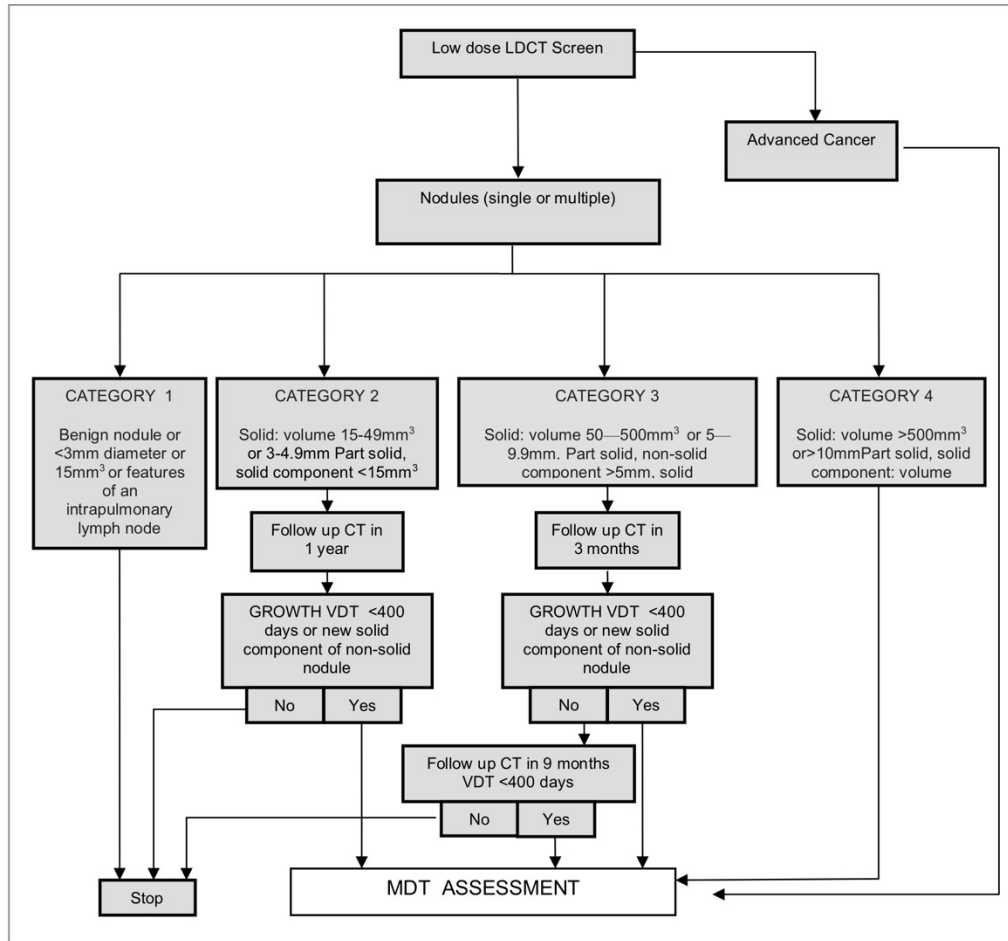 Low dose LDCT Screen
Advanced Cancer
Nodules (single or multiple)
CATEGORY 1
Benign nodule or
<3mm diameter or
15mm³ or features
of an
intrapulmonary
lymph node
CATEGORY 2
Solid: volume 15-49mm³
or 3-4.9mm Part solid,
solid component <15mm³
CATEGORY 3
Solid: volume 50—500mm³ or 5—
9.9mm. Part solid, non-solid
component >5mm, solid
CATEGORY 4
Solid: volume >500mm³
or>10mmPart solid, solid
component: volume
Follow up CT in
1 year
Follow up CT in
3 months
GROWTH VDT <400
days or new solid
component of non-solid
nodule
No Yes
GROWTH VDT <400
days or new solid
component of non-solid
nodule
No Yes
Follow up CT in 9 months
VDT <400 days
No Yes
Stop
MDT ASSESSMENT